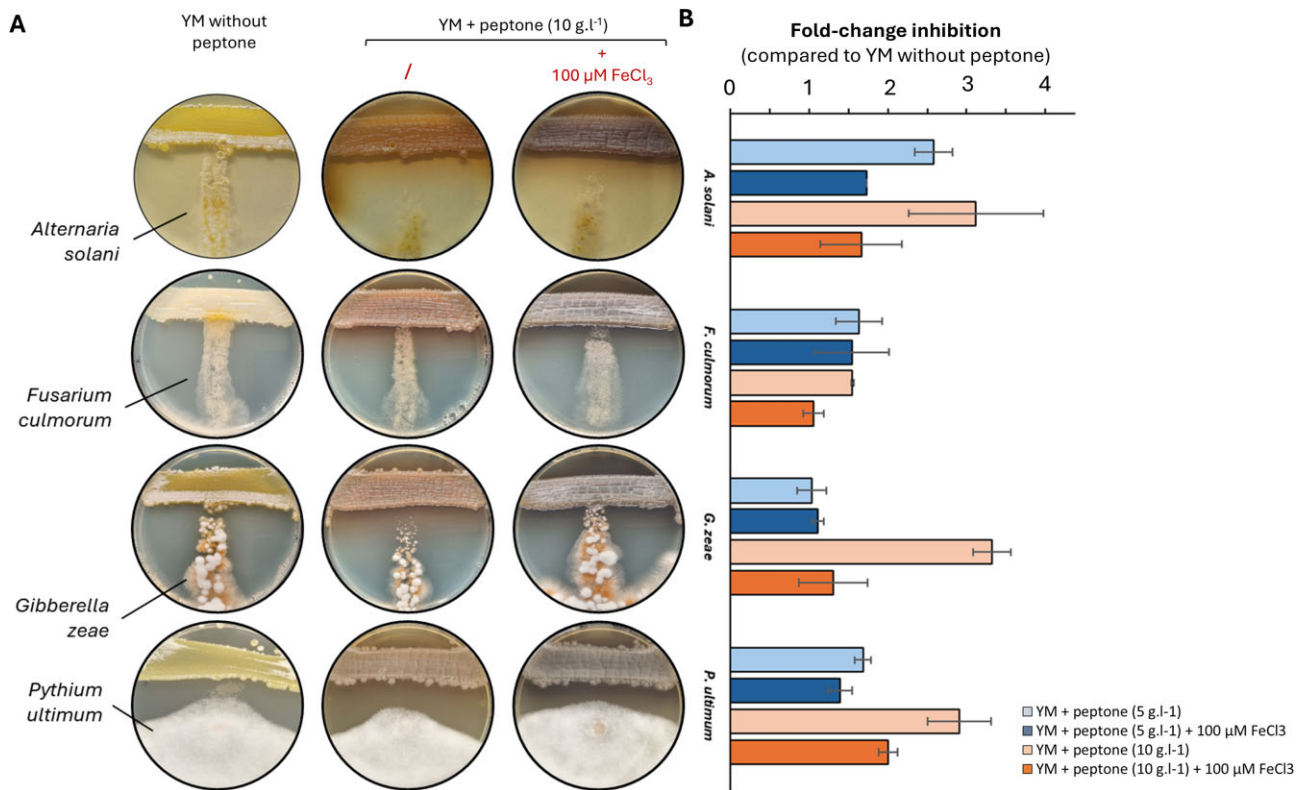 A
YM without
peptone
YM + peptone (10 g.l-1)
/
+
100 µM FeCl3
Alternaria
solani
Fusarium
culmorum
Gibberella
zeae
Pythium
ultimum
B
Fold-change inhibition
(compared to YM without peptone)
0 1 2 3 4
A. solani
F. culmorum
G. zeae
P. ultimum
YM + peptone (5 g.l-1)
YM + peptone (5 g.l-1) + 100 µM FeCl3
YM + peptone (10 g.l-1)
YM + peptone (10 g.l-1) + 100 µM FeCl3